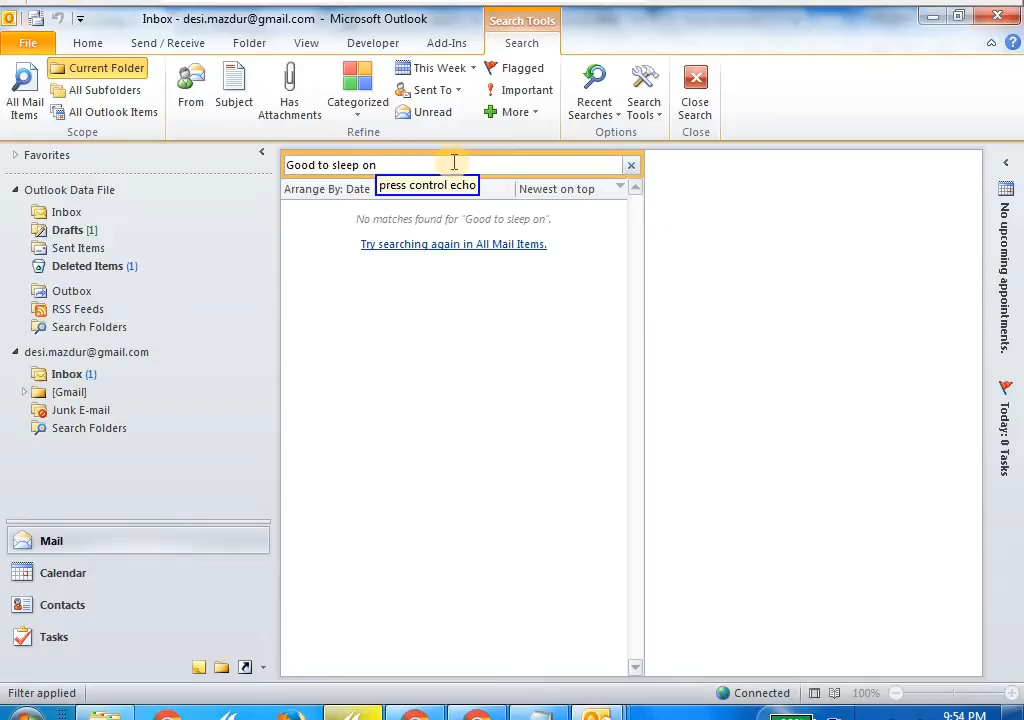 Inbox - desi.mazdur@gmail.com - Microsoft Outlook
Search Tools
File Home Send / Receive Folder View Developer Add-Ins Search
All Mail Items
Current Folder
All Subfolders
All Outlook Items
Scope
From
Subject
Has Attachments
Categorized
This Week
Sent To
Unread
Flagged
Important
More
Refine
Recent Searches
Search Tools
Options
Close Search
Close
Favorites
Outlook Data File
Inbox
Drafts [1]
Sent Items
Deleted Items (1)
Outbox
RSS Feeds
Search Folders
desi.mazdur@gmail.com
Inbox (1)
[Gmail]
Junk E-mail
Search Folders
Mail
Calendar
Contacts
Tasks
Good to sleep on
press control echo
Arrange By: Date
Newest on top
No matches found for "Good to sleep on".
Try searching again in All Mail Items.
No upcoming appointments.
Today: 0 Tasks
Filter applied
Connected
100%
9:54 PM